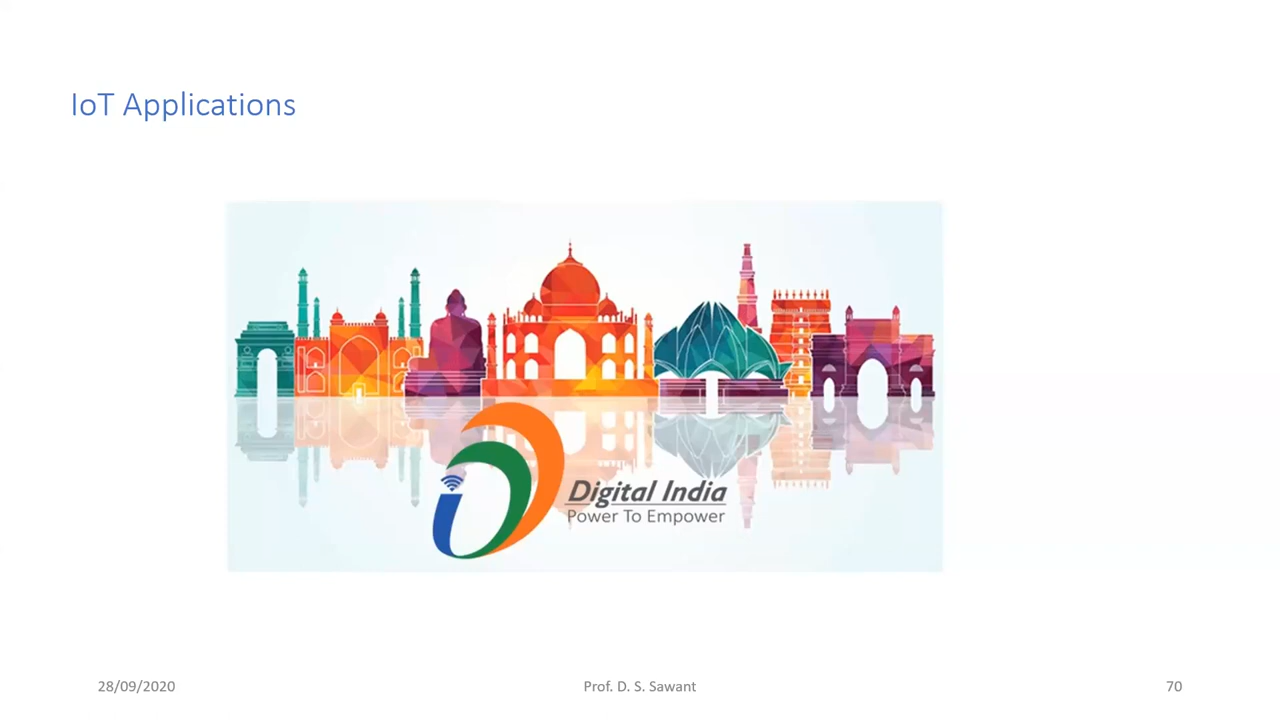 IoT Applications
Digital India
Power To Empower
28/09/2020
Prof. D. S. Sawant
70